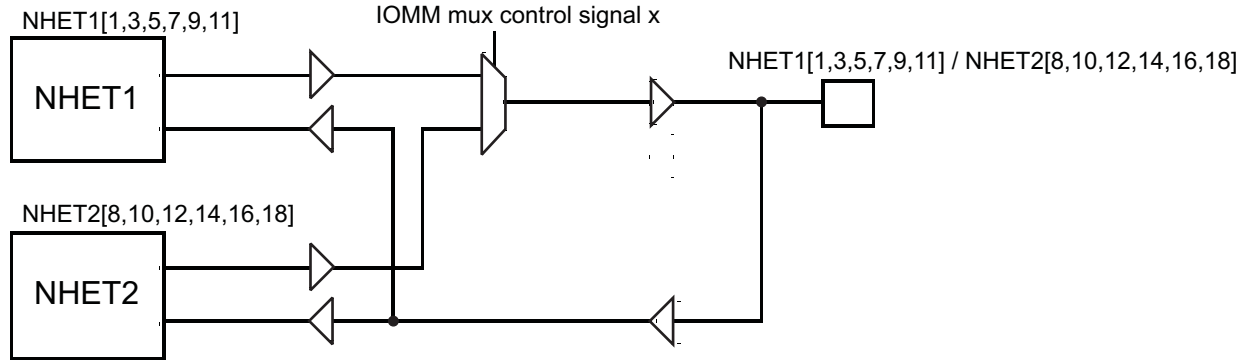 NHET1[1,3,5,7,9,11]
IOMM mux control signal x
NHET1[1,3,5,7,9,11] / NHET2[8,10,12,14,16,18]
NHET1
NHET2[8,10,12,14,16,18]
NHET2